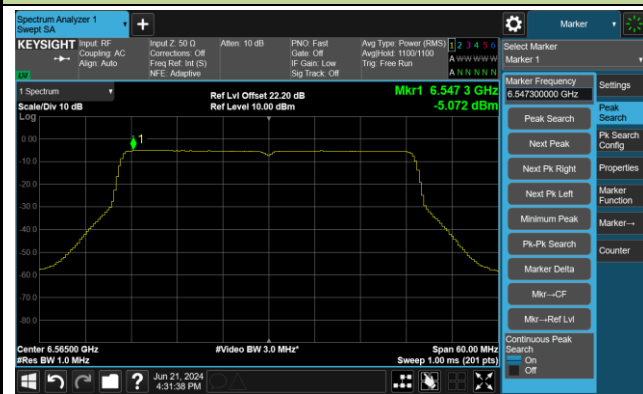 Spectrum Analyzer 1
Swept SA
Marker
KEYSIGHT
Input: RF
Coupling: AC
Align: Auto
Input Z: 50 Ω
Corrections: Off
Freq Ref: Int (S)
NFE: Adaptive
Atten: 10 dB
PNO: Fast
Gate: Off
IF Gain: Low
Sig Track: Off
Avg Type: Power (RMS)
Avg|Hold: 1100/1100
Trig: Free Run
1 2 3 4 5 6
A W W W W W
A N N N N N
1 Spectrum
Scale/Div 10 dB
Log
Ref Lvl Offset 22.20 dB
Ref Level 10.00 dBm
Mkr1 6.547 3 GHz
-5.072 dBm
1
0.00
-10.0
-20.0
-30.0
-40.0
-50.0
-60.0
-70.0
-80.0
Center 6.56500 GHz
#Res BW 1.0 MHz
#Video BW 3.0 MHz*
Span 60.00 MHz
Sweep 1.00 ms (201 pts)
Jun 21, 2024
4:31:38 PM
Select Marker
Marker 1
Marker Frequency
6.547300000 GHz
Peak Search
Next Peak
Next Pk Right
Next Pk Left
Minimum Peak
Pk-Pk Search
Marker Delta
Mkr→CF
Mkr→Ref Lvl
Continuous Peak
Search
On
Off
Settings
Peak
Search
Pk Search
Config
Properties
Marker
Function
Marker→
Counter